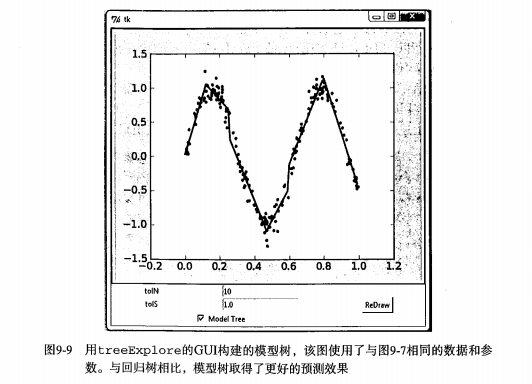 tk
1.5
1.0
0.5
0.0
−0.5
−1.0
−1.5
−0.2 0.0 0.2 0.4 0.6 0.8 1.0 1.2
tolN 10
tolS 1.0
ReDraw
Model Tree
图9-9 用treeExplore的GUI构建的模型树，该图使用了与图9-7相同的数据和参
数。与回归树相比，模型树取得了更好的预测效果